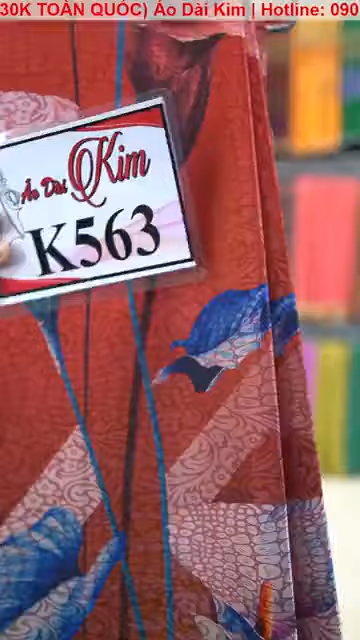 30K TOÀN QUỐC) Áo Dài Kim | Hotline: 090
Áo Dài Kim
K563